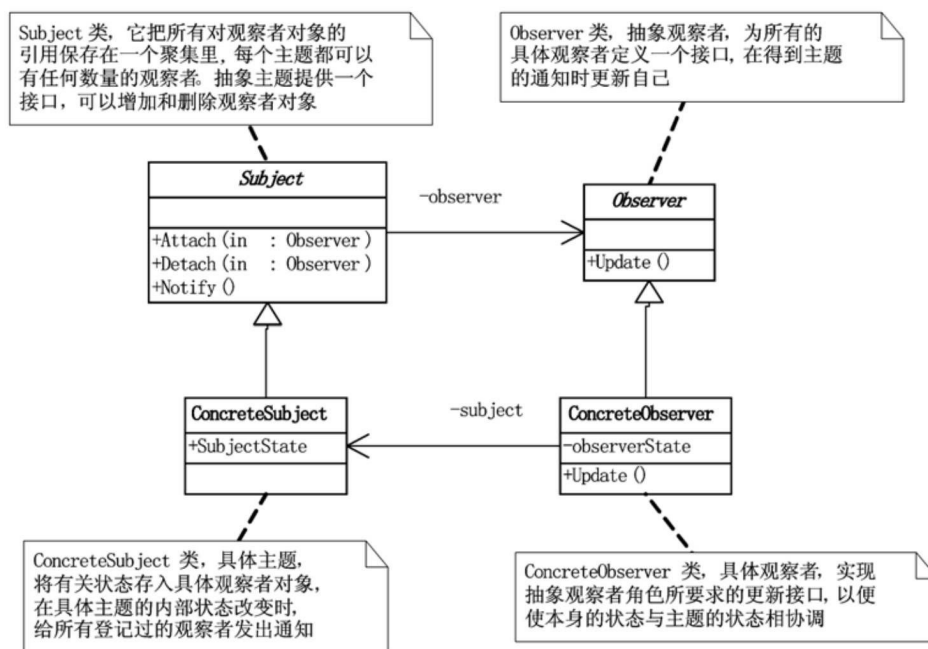 Subject 类, 它把所有对观察者对象的
引用保存在一个聚集里, 每个主题都可以
有任何数量的观察者。抽象主题提供一个
接口, 可以增加和删除观察者对象
Observer 类, 抽象观察者, 为所有的
具体观察者定义一个接口, 在得到主题
的通知时更新自己
Subject
+Attach(in : Observer)
+Detach(in : Observer)
+Notify()
-observer
Observer
+Update()
ConcreteSubject
+SubjectState
-subject
ConcreteObserver
-observerState
+Update()
ConcreteSubject 类, 具体主题,
将有关状态存入具体观察者对象,
在具体主题的内部状态改变时,
给所有登记过的观察者发出通知
ConcreteObserver 类, 具体观察者, 实现
抽象观察者角色所要求的更新接口, 以便
使本身的状态与主题的状态相协调